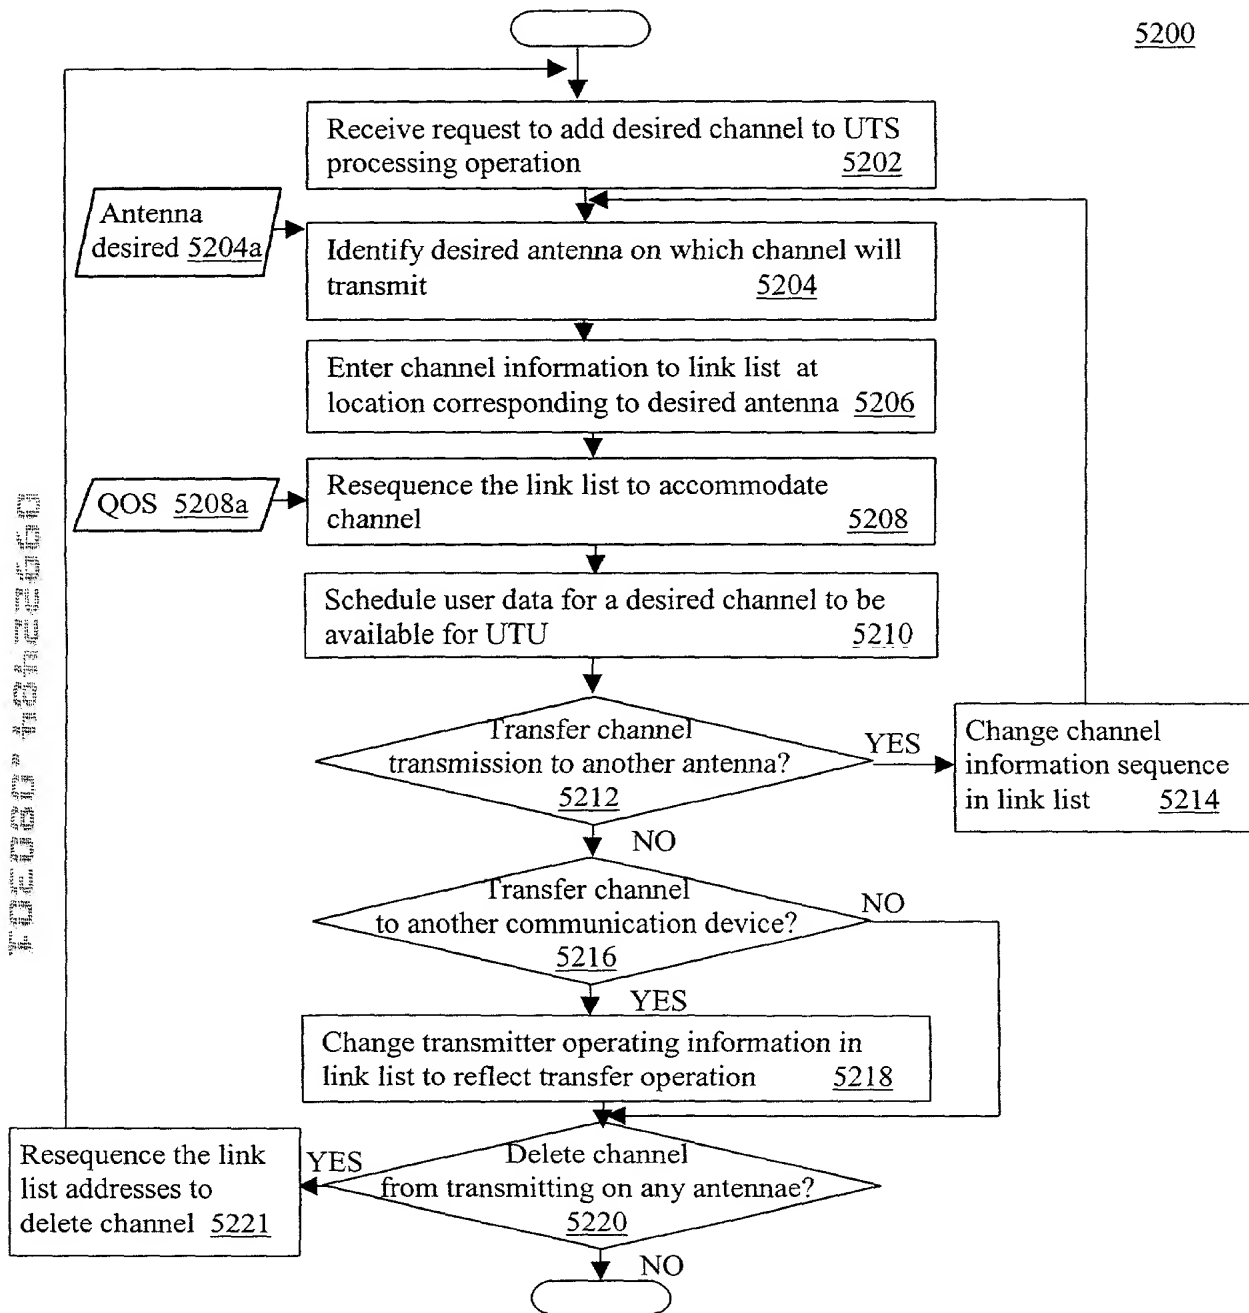 5200
Receive request to add desired channel to UTS
processing operation 5202
Antenna
desired 5204a
Identify desired antenna on which channel will
transmit 5204
Enter channel information to link list at
location corresponding to desired antenna 5206
QOS 5208a
Resequence the link list to accommodate
channel 5208
Schedule user data for a desired channel to be
available for UTU 5210
Transfer channel
transmission to another antenna?
5212
YES
Change channel
information sequence
in link list 5214
NO
Transfer channel
to another communication device?
5216
NO
YES
Change transmitter operating information in
link list to reflect transfer operation 5218
Delete channel
from transmitting on any antennae?
5220
YES
Resequence the link
list addresses to
delete channel 5221
NO